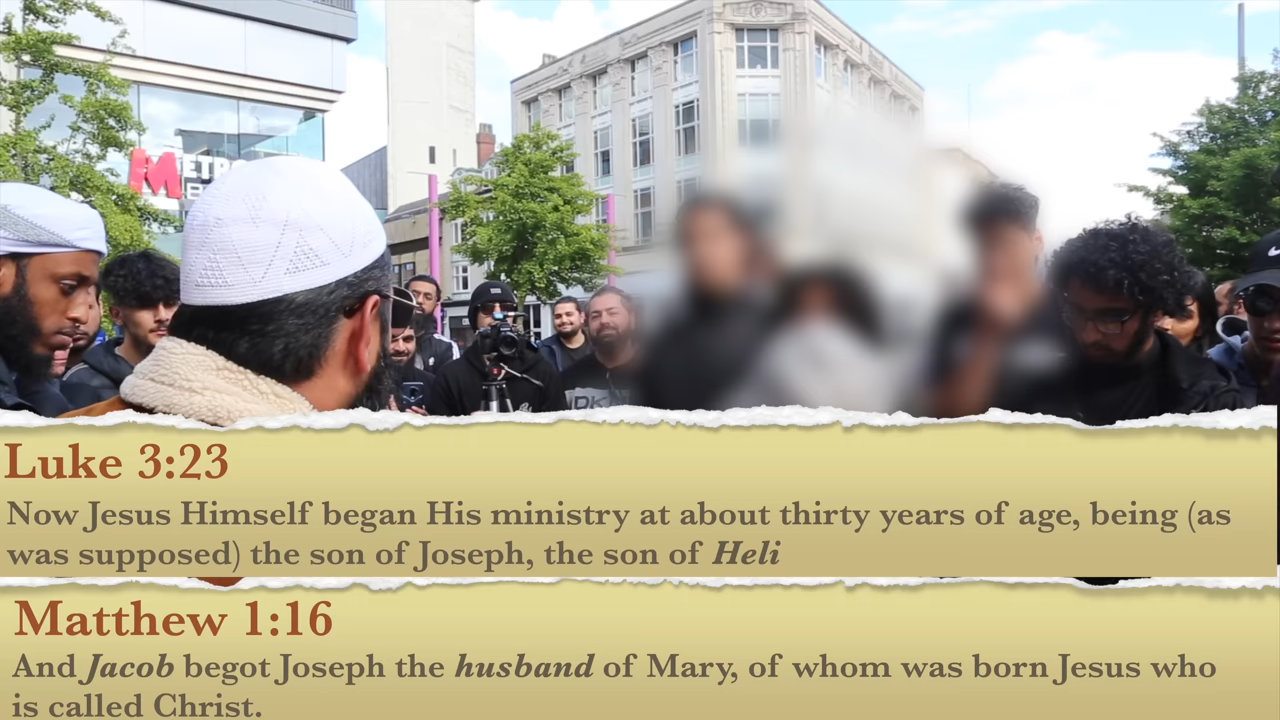 METRO
Luke 3:23
Now Jesus Himself began His ministry at about thirty years of age, being (as
was supposed) the son of Joseph, the son of Heli
Matthew 1:16
And Jacob begot Joseph the husband of Mary, of whom was born Jesus who
is called Christ.